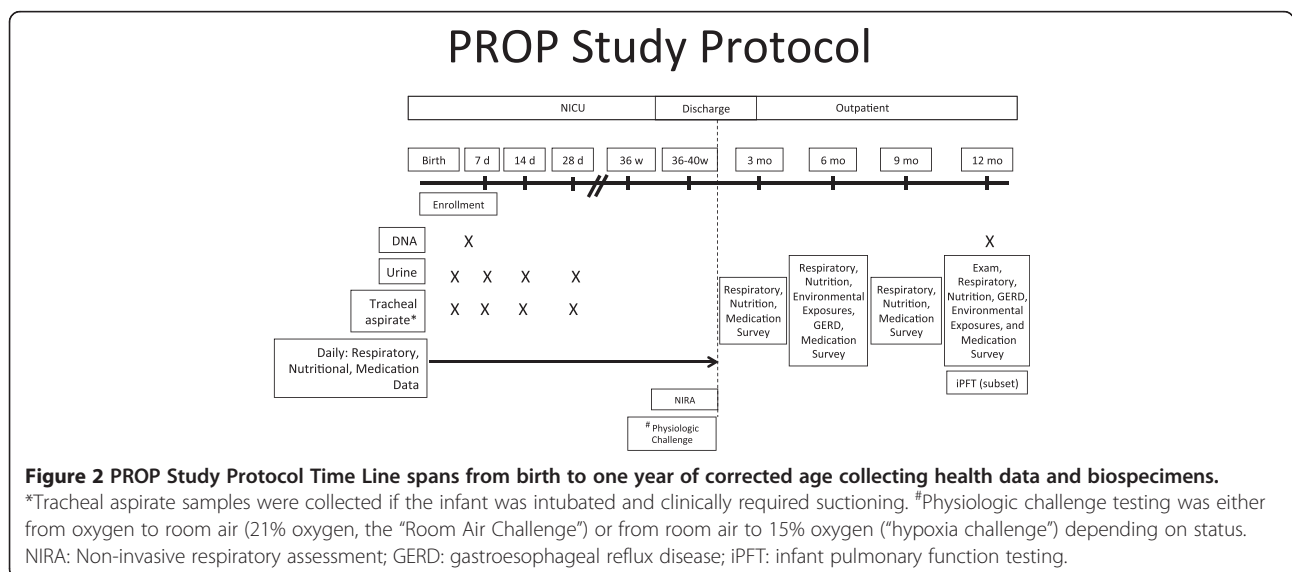 PROP Study Protocol
NICU
Discharge
Outpatient
Birth
7 d
14 d
28 d
36 w
36-40w
3 mo
6 mo
9 mo
12 mo
Enrollment
DNA
X
X
Urine
X X X X
Tracheal
aspirate*
X X X X
Daily: Respiratory,
Nutritional, Medication
Data
Respiratory,
Nutrition,
Medication
Survey
Respiratory,
Nutrition,
Environmental
Exposures,
GERD,
Medication
Survey
Respiratory,
Nutrition,
Medication
Survey
Exam,
Respiratory,
Nutrition, GERD,
Environmental
Exposures, and
Medication
Survey
iPFT (subset)
NIRA
# Physiologic
Challenge
Figure 2 PROP Study Protocol Time Line spans from birth to one year of corrected age collecting health data and biospecimens.
*Tracheal aspirate samples were collected if the infant was intubated and clinically required suctioning. #Physiologic challenge testing was either
from oxygen to room air (21% oxygen, the “Room Air Challenge”) or from room air to 15% oxygen (“hypoxia challenge”) depending on status.
NIRA: Non-invasive respiratory assessment; GERD: gastroesophageal reflux disease; iPFT: infant pulmonary function testing.